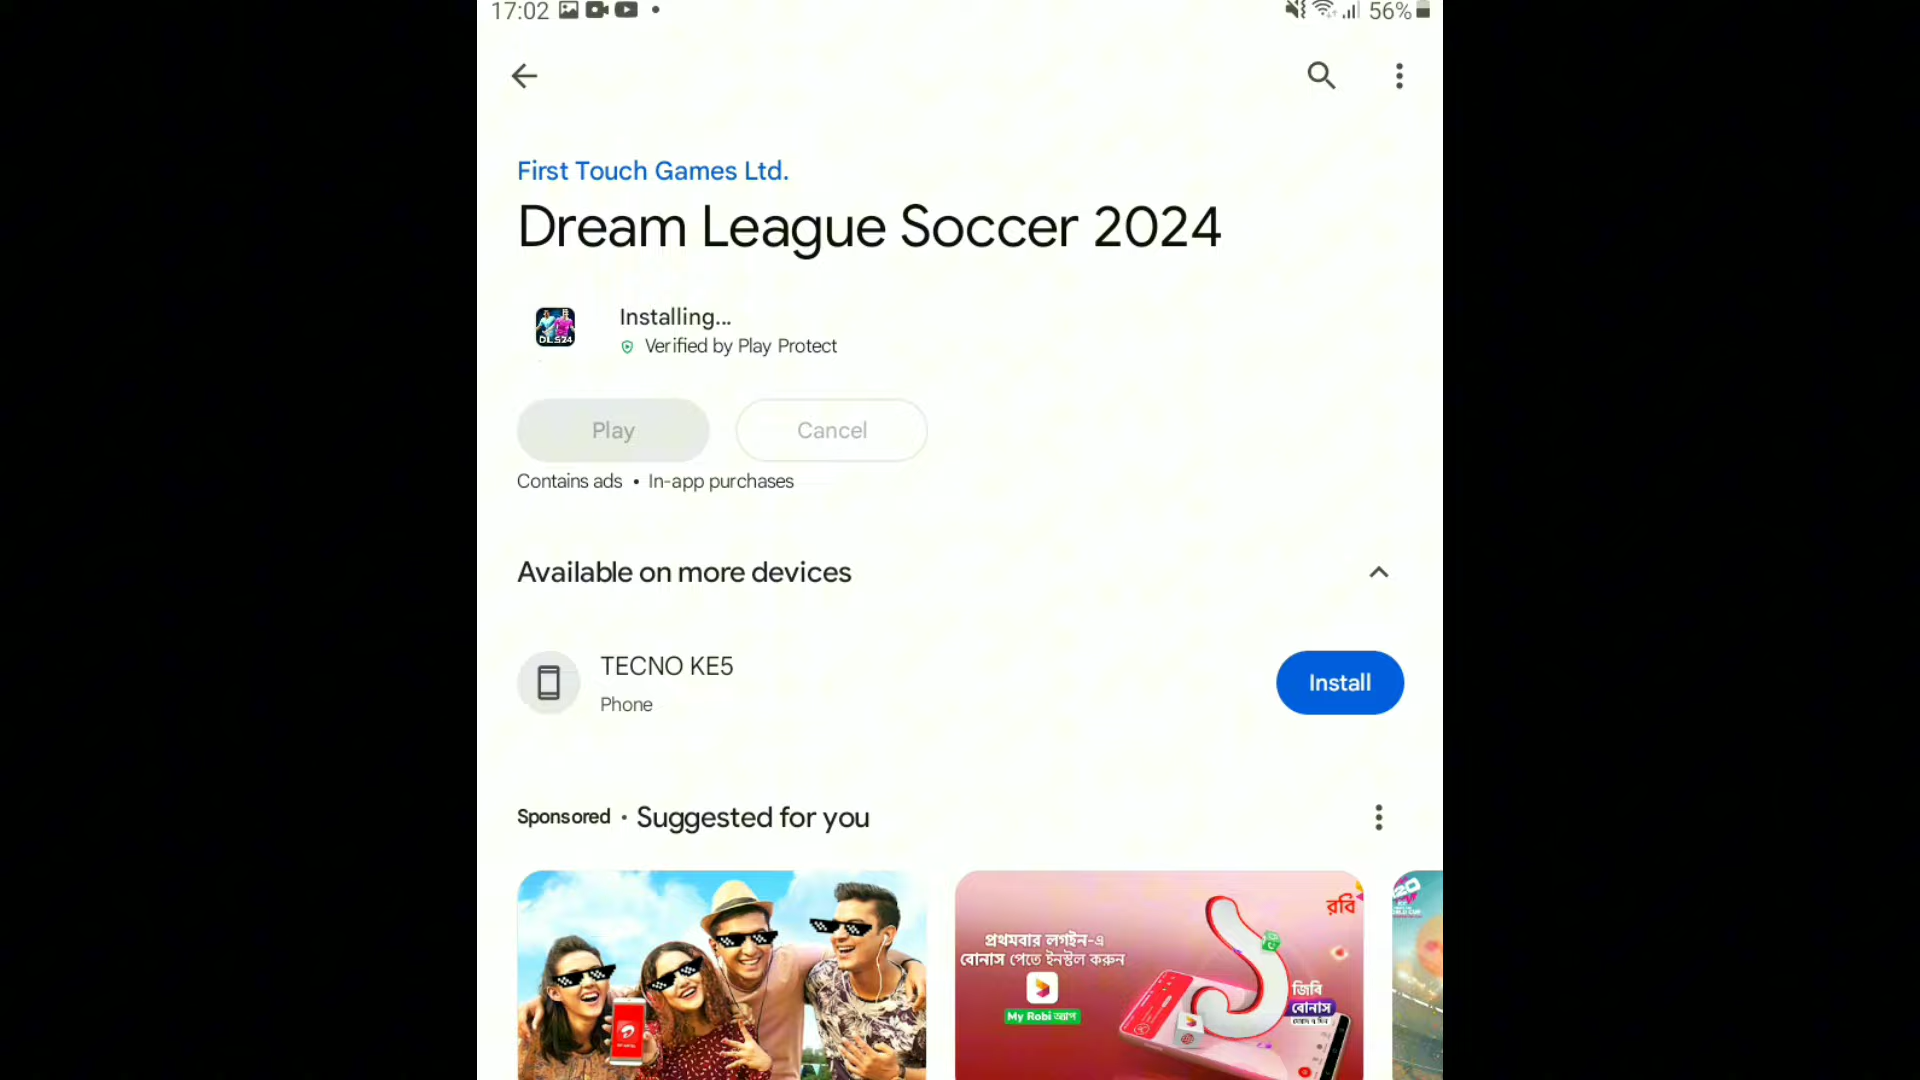 17:02
56%
First Touch Games Ltd.
Dream League Soccer 2024
DLS24
Installing...
Verified by Play Protect
Play
Cancel
Contains ads • In-app purchases
Available on more devices
TECNO KE5
Phone
Install
Sponsored • Suggested for you
রবি
প্রথমবার লগইন-এ
বোনাস পেতে ইনস্টল করুন
My Robi অ্যাপ
১
জিবি
বোনাস